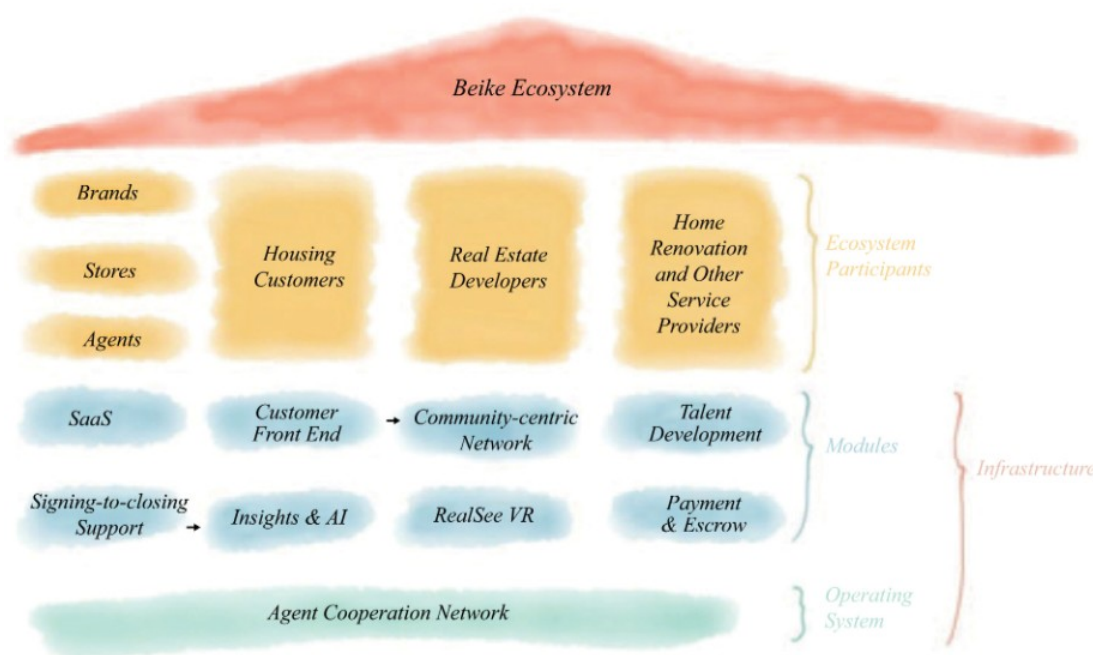 Beike Ecosystem
Brands
Stores
Agents
Housing
Customers
Real Estate
Developers
Home
Renovation
and Other
Service
Providers
Ecosystem
Participants
SaaS
Customer
Front End
Community-centric
Network
Talent
Development
Modules
Infrastructure
Signing-to-closing
Support
Insights & AI
RealSee VR
Payment
& Escrow
Agent Cooperation Network
Operating
System